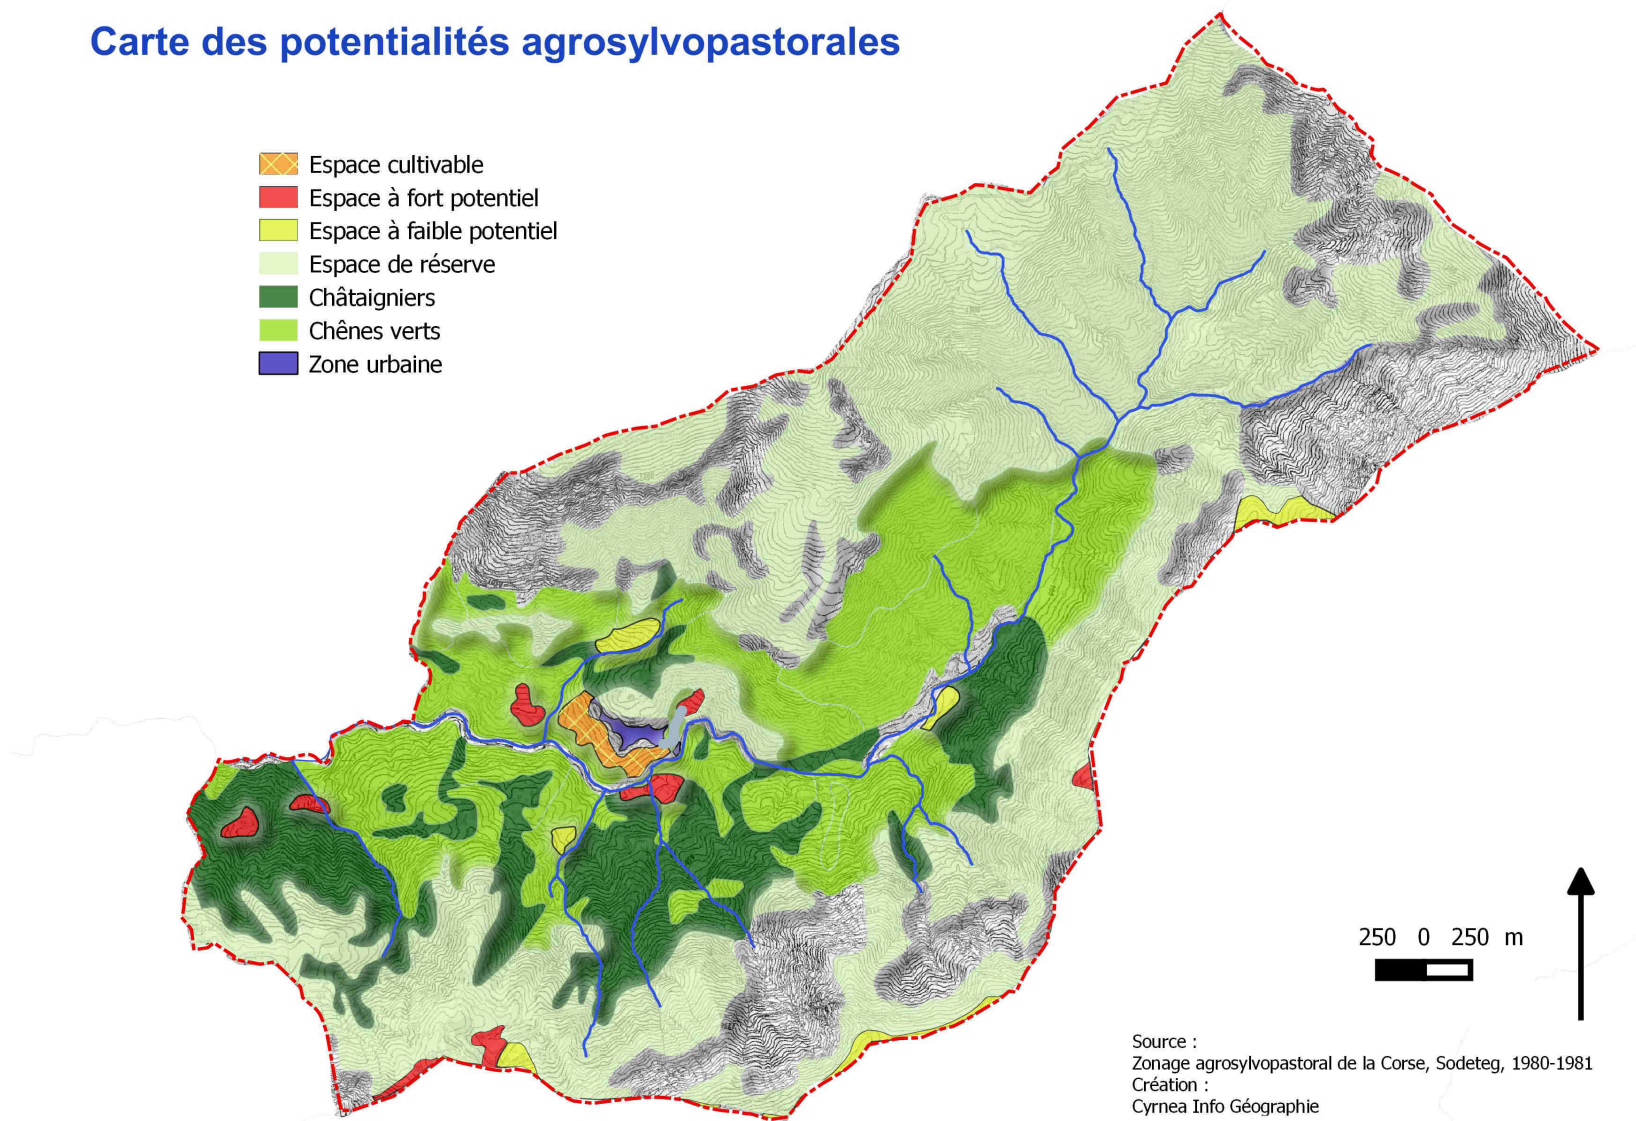 Carte des potentialités agrosylvopastorales
Espace cultivable
Espace à fort potentiel
Espace à faible potentiel
Espace de réserve
Châtaigniers
Chênes verts
Zone urbaine
250 0 250 m
Source :
Zonage agrosylvopastoral de la Corse, Sodeteg, 1980-1981
Création :
Cyrnea Info Géographie